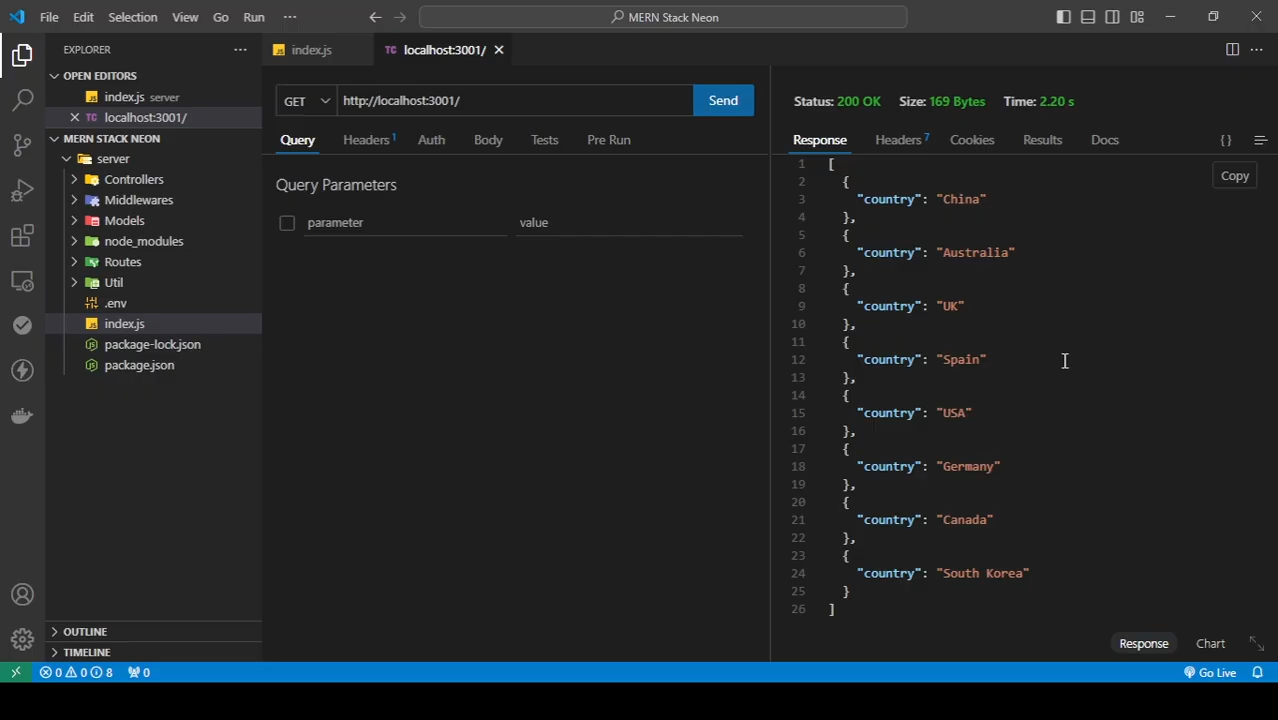 File Edit Selection View Go Run ··· MERN Stack Neon
EXPLORER ···
OPEN EDITORS
JS index.js server
TC localhost:3001/
MERN STACK NEON
server
Controllers
Middlewares
Models
node_modules
Routes
Util
.env
JS index.js
package-lock.json
package.json
OUTLINE
TIMELINE
JS index.js TC localhost:3001/
GET http://localhost:3001/ Send
Query Headers 1 Auth Body Tests Pre Run
Query Parameters
parameter value
Status: 200 OK Size: 169 Bytes Time: 2.20 s
Response Headers 7 Cookies Results Docs { }
Copy
1 [
2 {
3 "country": "China"
4 },
5 {
6 "country": "Australia"
7 },
8 {
9 "country": "UK"
10 },
11 {
12 "country": "Spain"
13 },
14 {
15 "country": "USA"
16 },
17 {
18 "country": "Germany"
19 },
20 {
21 "country": "Canada"
22 },
23 {
24 "country": "South Korea"
25 }
26 ]
Response Chart
0 0 8 0 Go Live